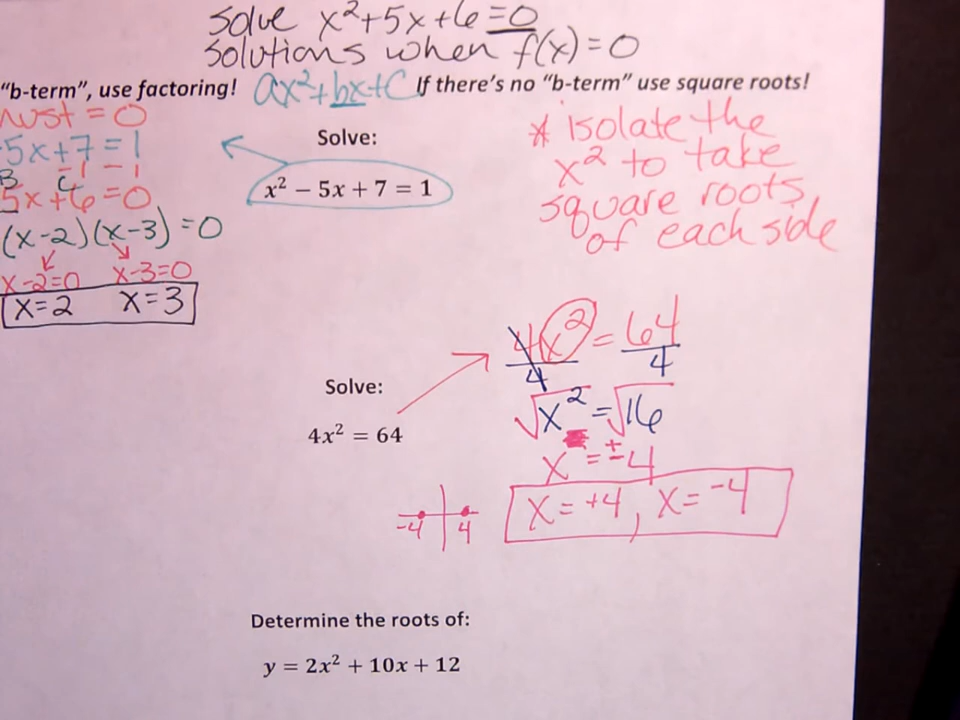 solve x²+5x+6=0
solutions when f(x)=0
"b-term", use factoring! ax²+bx+C If there's no "b-term" use square roots!
must = 0
5x+7=1
-1 -1
B C
5x+6=0
(x-2)(x-3)=0
x-2=0 x-3=0
x=2 x=3
Solve:
x² − 5x + 7 = 1
* isolate the
x² to take
square roots
of each side
Solve:
4x² = 64
4x² = 64
4 4
√x² = √16
x = ±4
x = +4, x = -4
-4 4
Determine the roots of:
y = 2x² + 10x + 12